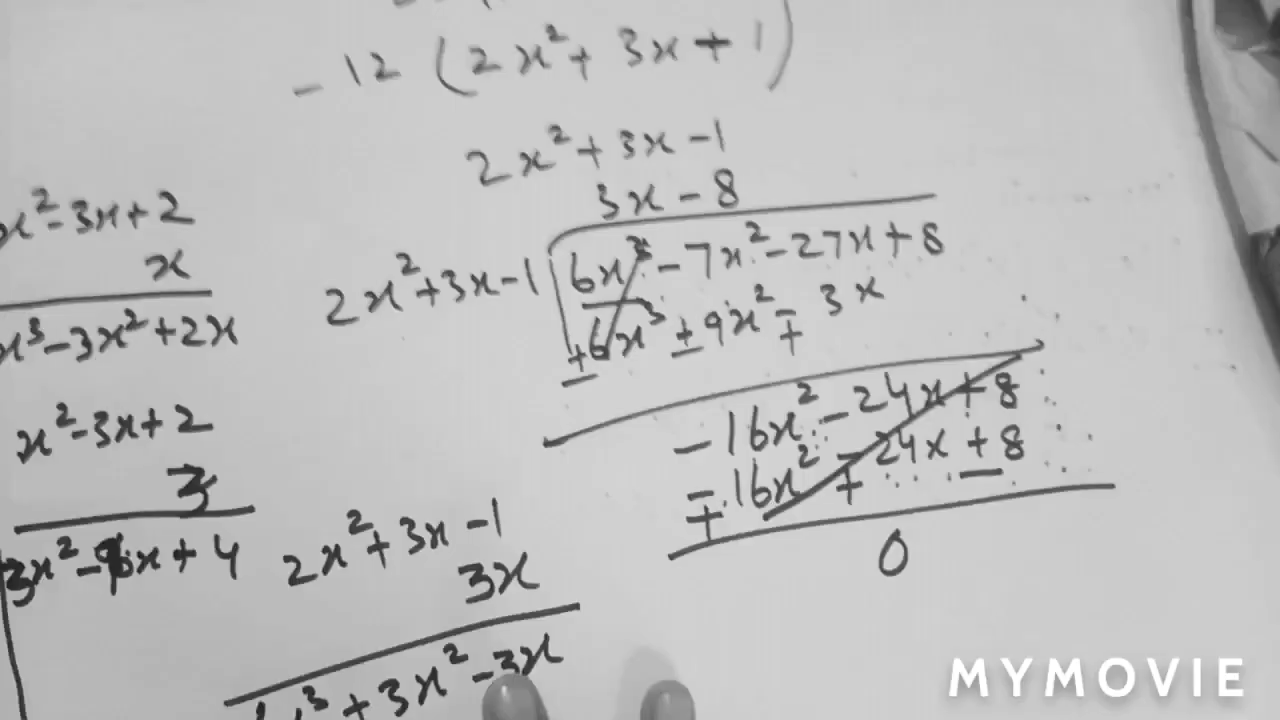 - 12 (2x² + 3x + 1)
2x² + 3x - 1
3x - 8
2x² + 3x - 1 6x³ - 7x² - 27x + 8
± 6x³ ± 9x² ∓ 3x
- 16x² - 24x + 8
∓ 16x² ∓ 24x ± 8
0
x² - 3x + 2
x
x³ - 3x² + 2x
x² - 3x + 2
3
3x² - x + 4
2x² + 3x - 1
3x
x³ + 3x² - 3x
MYMOVIE